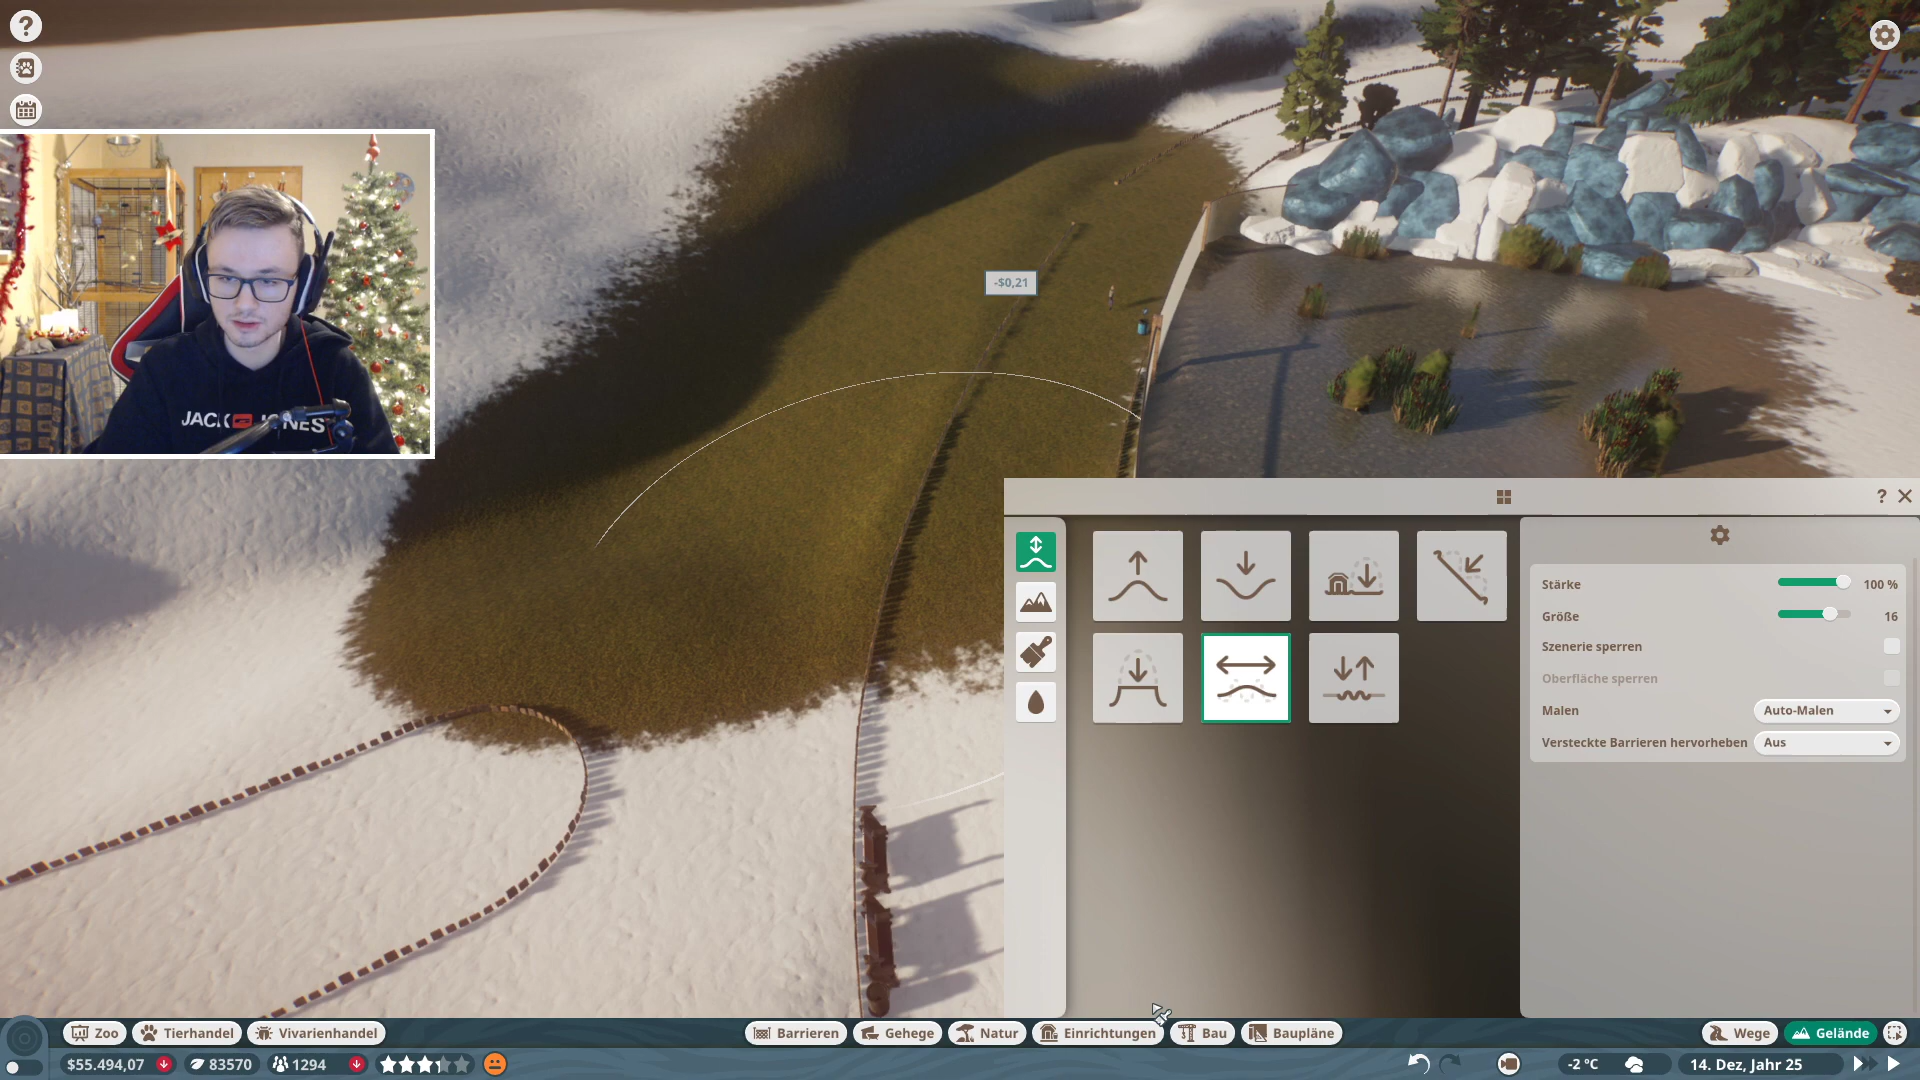 ?
-$0,21
JACK JONES
?
Stärke 100 %
Größe 16
Szenerie sperren
Oberfläche sperren
Malen Auto-Malen
Versteckte Barrieren hervorheben Aus
Zoo Tierhandel Vivarienhandel Barrieren Gehege Natur Einrichtungen Bau Baupläne Wege Gelände
$55.494,07 83570 1294 -2 °C 14. Dez, Jahr 25